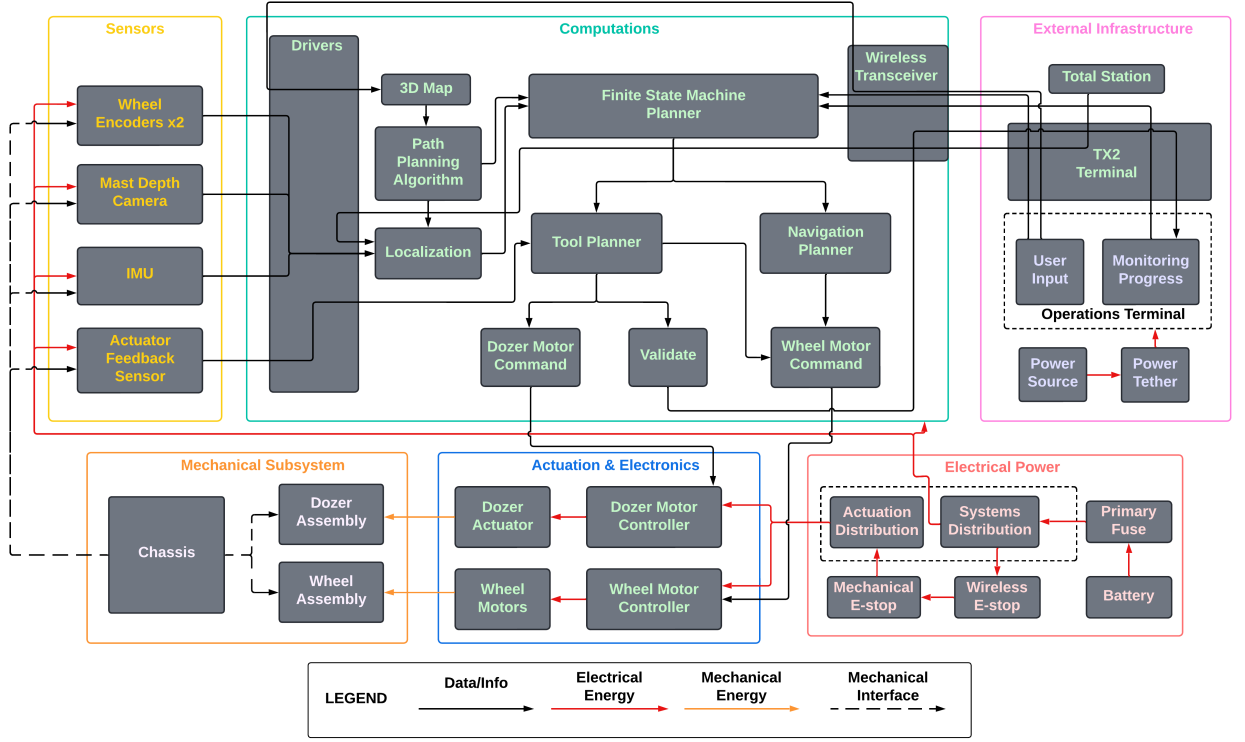 Sensors
Wheel
Encoders x2
Mast Depth
Camera
IMU
Actuator
Feedback
Sensor
Computations
Drivers
3D Map
Path
Planning
Algorithm
Localization
Finite State Machine
Planner
Wireless
Transceiver
Tool Planner
Navigation
Planner
Dozer Motor
Command
Validate
Wheel Motor
Command
External Infrastructure
Total Station
TX2
Terminal
User
Input
Monitoring
Progress
Operations Terminal
Power
Source
Power
Tether
Mechanical Subsystem
Chassis
Dozer
Assembly
Wheel
Assembly
Actuation & Electronics
Dozer
Actuator
Dozer Motor
Controller
Wheel
Motors
Wheel Motor
Controller
Electrical Power
Actuation
Distribution
Systems
Distribution
Primary
Fuse
Mechanical
E-stop
Wireless
E-stop
Battery
LEGEND
Data/Info
Electrical
Energy
Mechanical
Energy
Mechanical
Interface